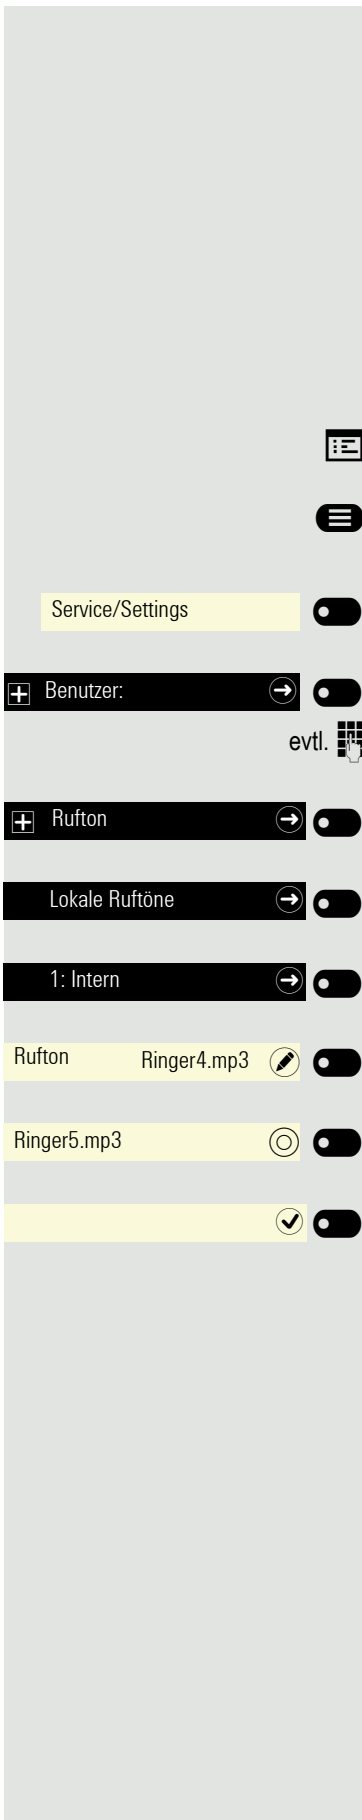 Service/Settings
Benutzer:
evtl.
Rufton
Lokale Ruftöne
1: Intern
Rufton Ringer4.mp3
Ringer5.mp3